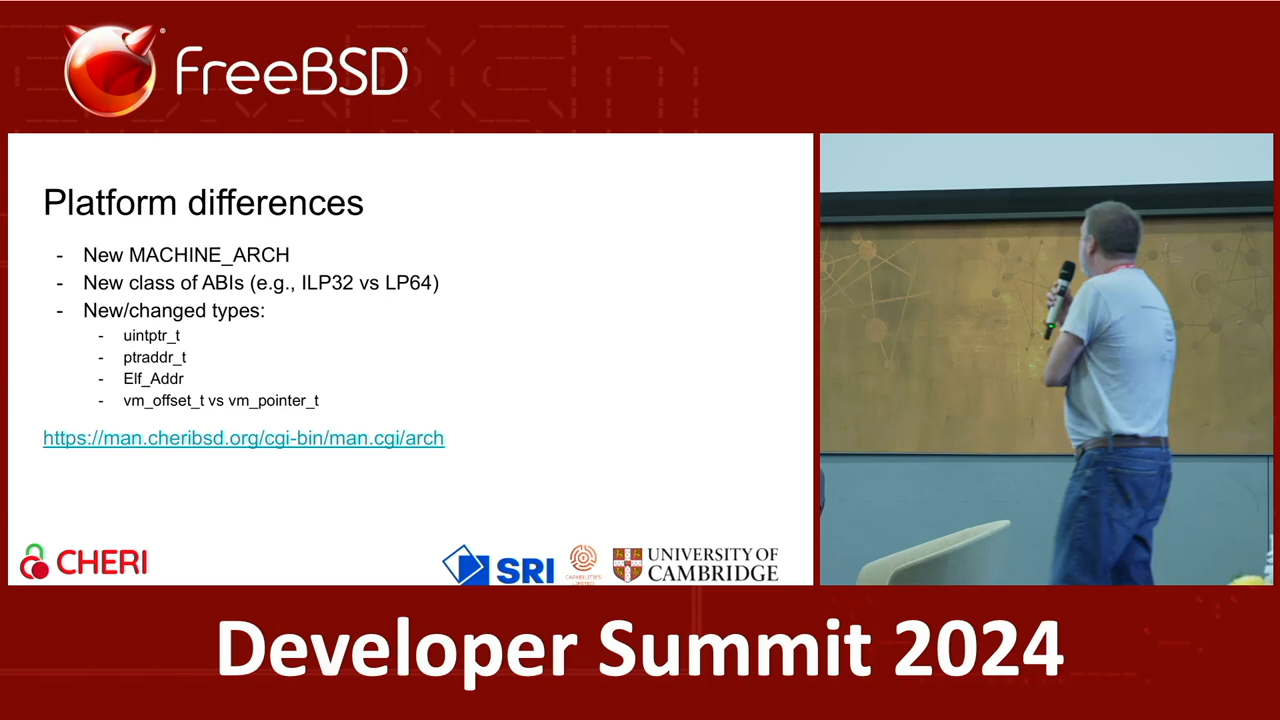 FreeBSD®
Platform differences
- New MACHINE_ARCH
- New class of ABIs (e.g., ILP32 vs LP64)
- New/changed types:
- uintptr_t
- ptraddr_t
- Elf_Addr
- vm_offset_t vs vm_pointer_t
https://man.cheribsd.org/cgi-bin/man.cgi/arch
CHERI
SRI
CAPABILITIES
LIMITED
UNIVERSITY OF
CAMBRIDGE
Developer Summit 2024